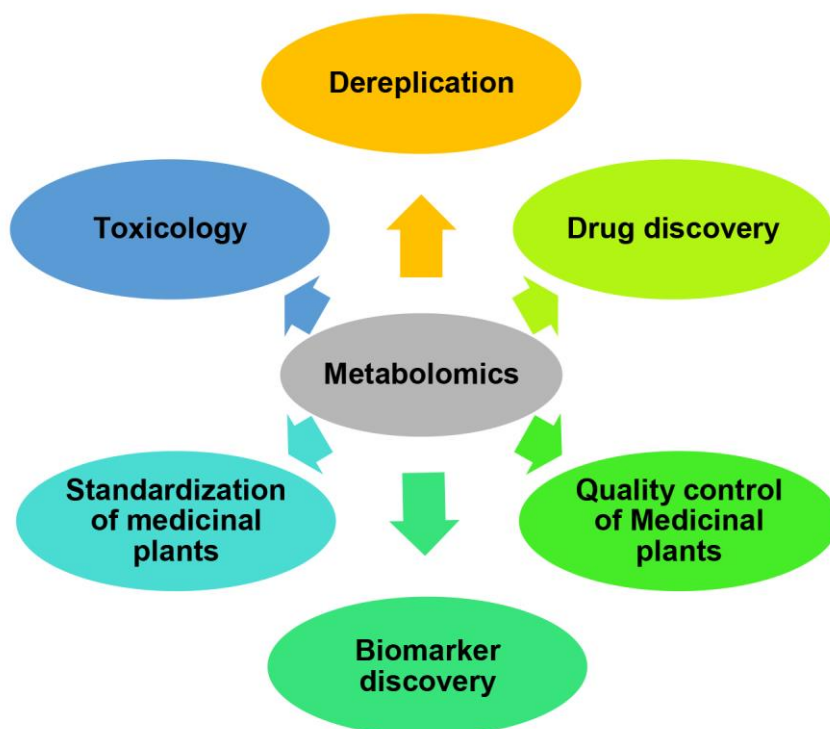 Dereplication
Toxicology
Drug discovery
Metabolomics
Standardization
of medicinal
plants
Quality control
of Medicinal
plants
Biomarker
discovery